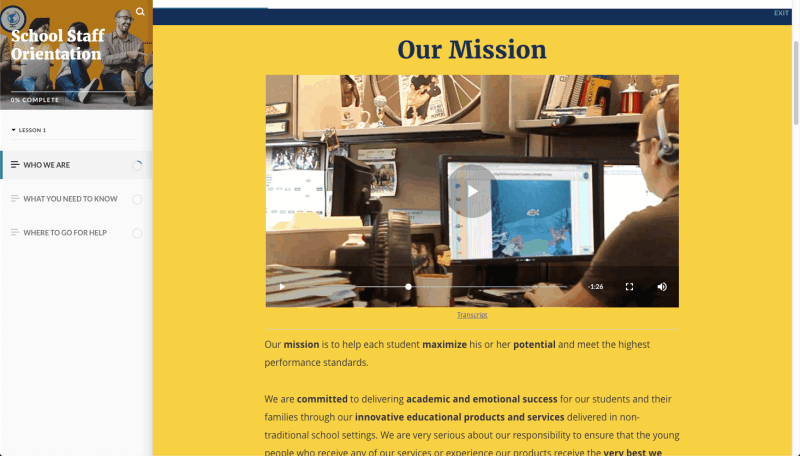 School Staff
Orientation
0% COMPLETE
LESSON 1
WHO WE ARE
WHAT YOU NEED TO KNOW
WHERE TO GO FOR HELP
EXIT
Our Mission
-1:26
Transcript
Our mission is to help each student maximize his or her potential and meet the highest
performance standards.
We are committed to delivering academic and emotional success for our students and their
families through our innovative educational products and services delivered in non-
traditional school settings. We are very serious about our responsibility to ensure that the young
people who receive any of our services or experience our products receive the very best we